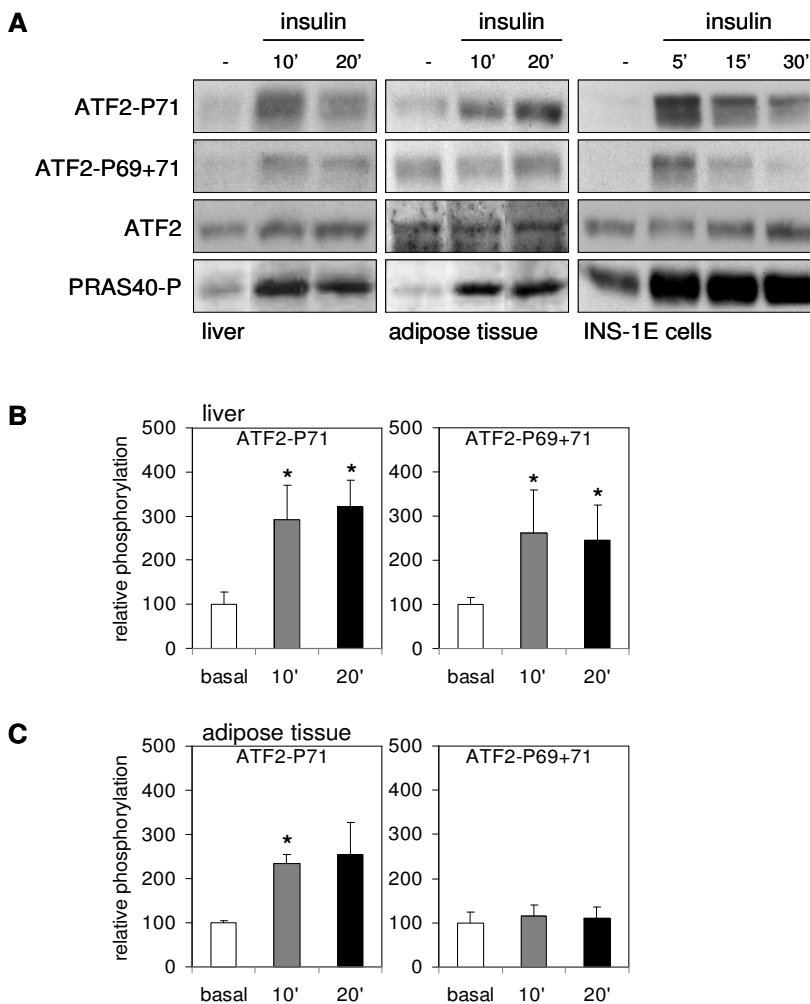 A
insulin insulin insulin
- 10’ 20’ - 10’ 20’ - 5’ 15’ 30’
ATF2-P71
ATF2-P69+71
ATF2
PRAS40-P
liver adipose tissue INS-1E cells
B
liver
ATF2-P71 ATF2-P69+71
relative phosphorylation
500 500
400 400
300 300
200 200
100 100
0 0
* * * *
basal 10' 20' basal 10' 20'
C
adipose tissue
ATF2-P71 ATF2-P69+71
relative phosphorylation
500 500
400 400
300 300
200 200
100 100
0 0
*
basal 10' 20' basal 10' 20'